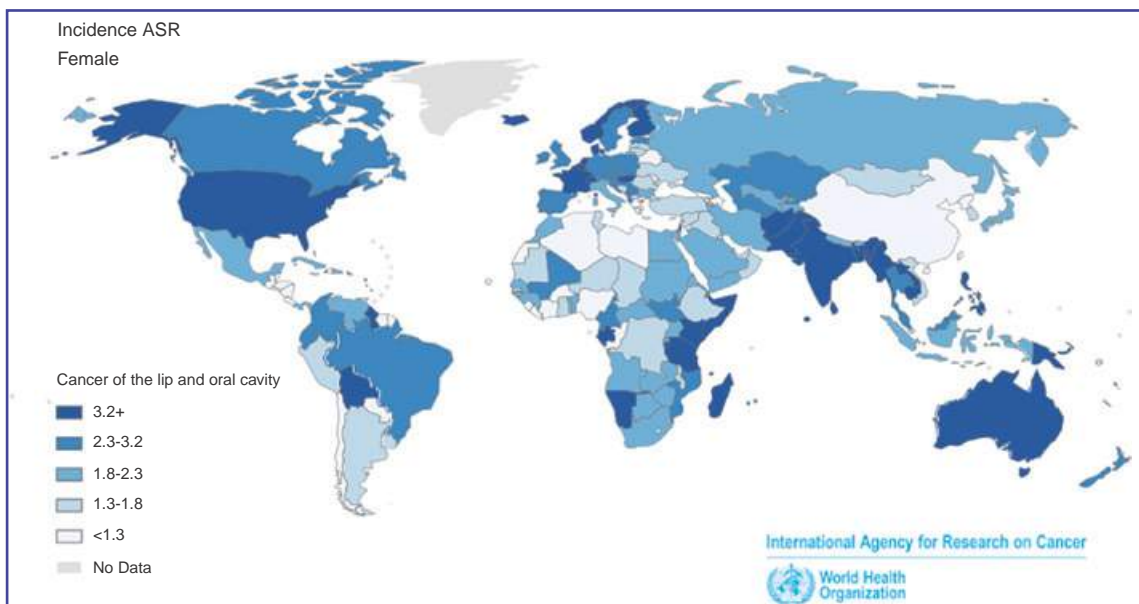 Incidence ASR
Female
Cancer of the lip and oral cavity
3.2+
2.3-3.2
1.8-2.3
1.3-1.8
<1.3
No Data
International Agency for Research on Cancer
World Health
Organization